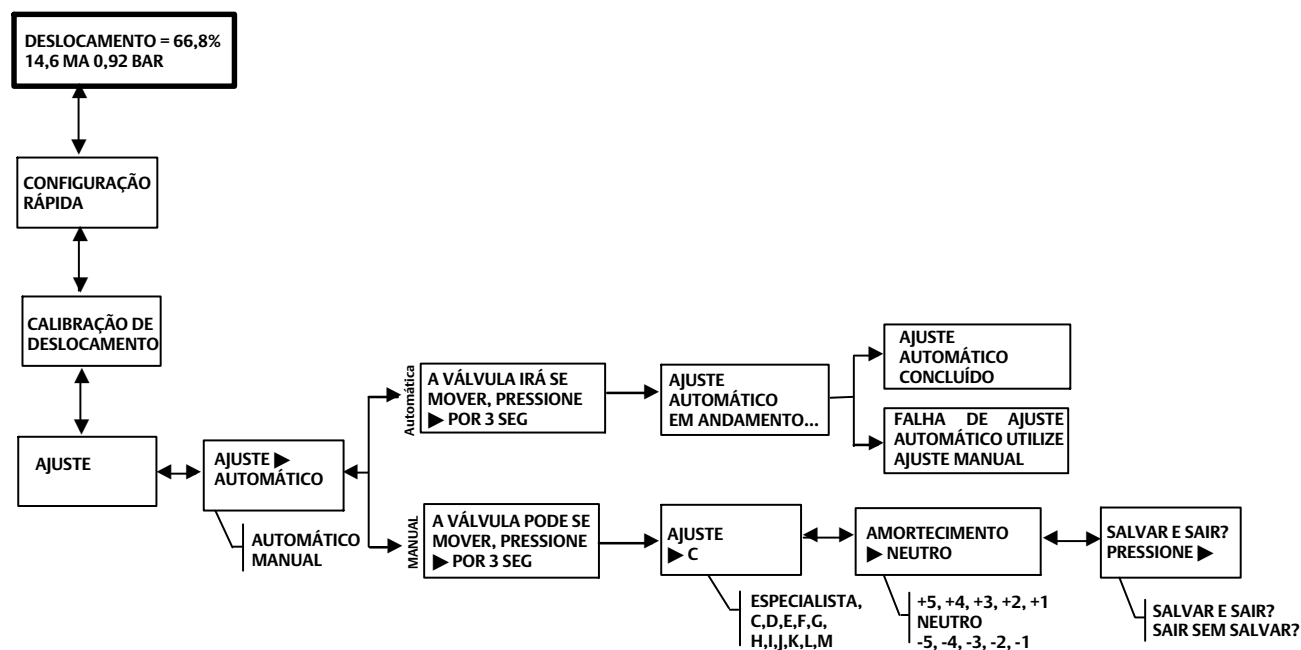 DESLOCAMENTO = 66,8%
14,6 MA 0,92 BAR
CONFIGURAÇÃO
RÁPIDA
CALIBRAÇÃO DE
DESLOCAMENTO
AJUSTE
AJUSTE ▶
AUTOMÁTICO
AUTOMÁTICO
MANUAL
Automática
A VÁLVULA IRÁ SE
MOVER, PRESSIONE
▶ POR 3 SEG
AJUSTE
AUTOMÁTICO
EM ANDAMENTO...
AJUSTE
AUTOMÁTICO
CONCLUÍDO
FALHA DE AJUSTE
AUTOMÁTICO UTILIZE
AJUSTE MANUAL
MANUAL
A VÁLVULA PODE SE
MOVER, PRESSIONE
▶ POR 3 SEG
AJUSTE
▶ C
ESPECIALISTA,
C,D,E,F,G,
H,I,J,K,L,M
AMORTECIMENTO
▶ NEUTRO
+5, +4, +3, +2, +1
NEUTRO
-5, -4, -3, -2, -1
SALVAR E SAIR?
PRESSIONE ▶
SALVAR E SAIR?
SAIR SEM SALVAR?